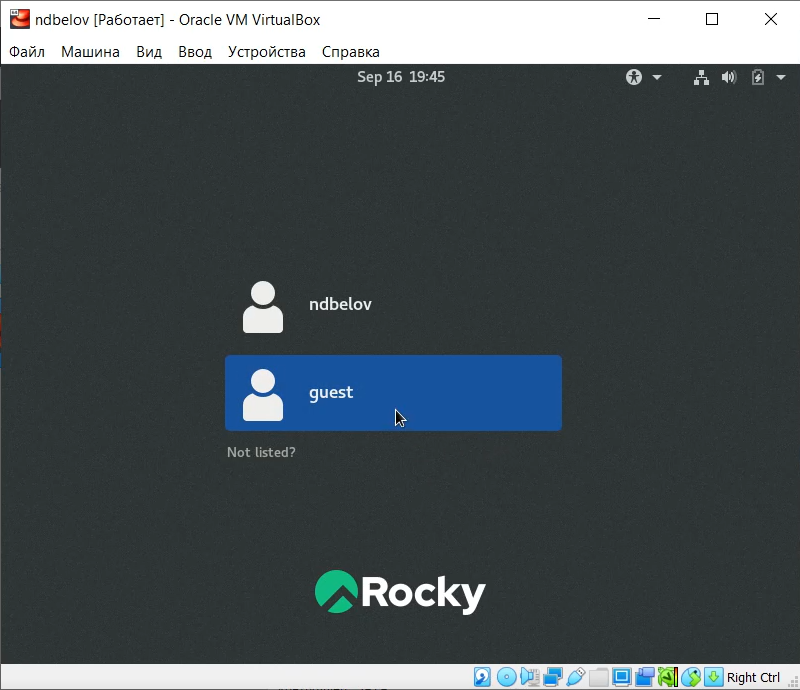 ndbelov [Работает] - Oracle VM VirtualBox
Файл Машина Вид Ввод Устройства Справка
Sep 16 19:45
ndbelov
guest
Not listed?
Rocky
Right Ctrl